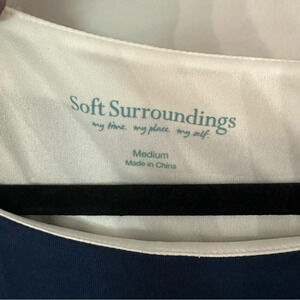 Soft Surroundings
my time. my place. my self.
Medium
Made in China